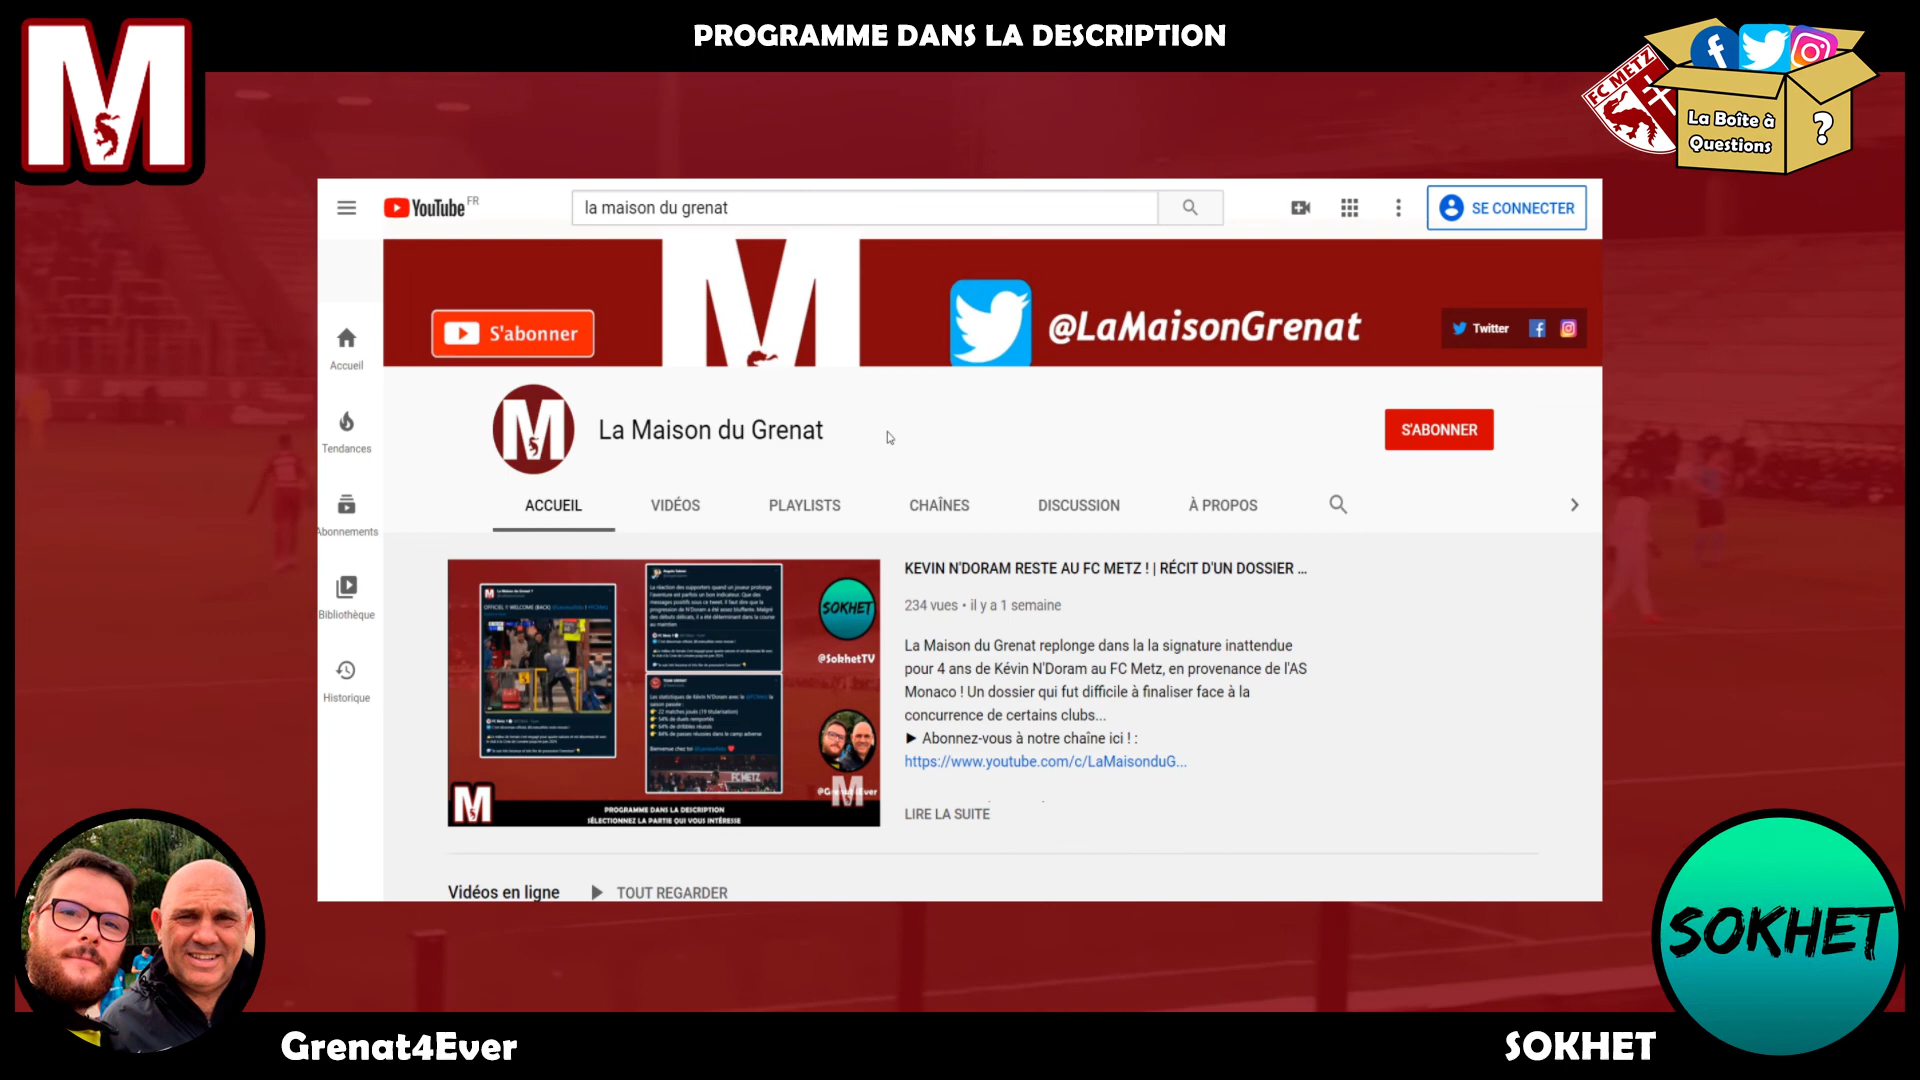 PROGRAMME DANS LA DESCRIPTION
M
FC METZ
La Boîte à
Questions
?
YouTube FR
la maison du grenat
SE CONNECTER
S'abonner
@LaMaisonGrenat
Twitter
Accueil
Tendances
Abonnements
Bibliothèque
Historique
La Maison du Grenat
S'ABONNER
ACCUEIL
VIDÉOS
PLAYLISTS
CHAÎNES
DISCUSSION
À PROPOS
KEVIN N'DORAM RESTE AU FC METZ ! | RÉCIT D'UN DOSSIER ...
234 vues • il y a 1 semaine
La Maison du Grenat replonge dans la la signature inattendue
pour 4 ans de Kévin N'Doram au FC Metz, en provenance de l'AS
Monaco ! Un dossier qui fut difficile à finaliser face à la
concurrence de certains clubs...
► Abonnez-vous à notre chaîne ici ! :
https://www.youtube.com/c/LaMaisonduG...
LIRE LA SUITE
SOKHET
@SokhetTV
PROGRAMME DANS LA DESCRIPTION
SÉLECTIONNEZ LA PARTIE QUI VOUS INTÉRESSE
Vidéos en ligne
TOUT REGARDER
Grenat4Ever
SOKHET
SOKHET